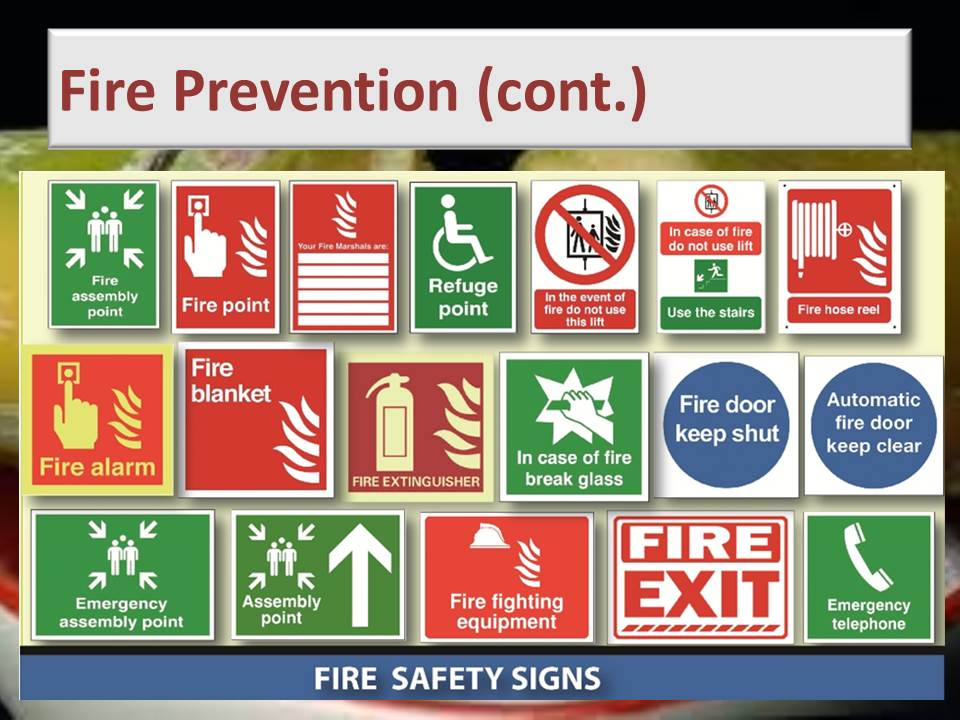 Fire Prevention (cont.)
Fire
assembly
point
Fire point
Your Fire Marshals are:
Refuge
point
In the event of
fire do not use
this lift
In case of fire
do not use lift
Use the stairs
Fire hose reel
Fire alarm
Fire
blanket
FIRE EXTINGUISHER
In case of fire
break glass
Fire door
keep shut
Automatic
fire door
keep clear
Emergency
assembly point
Assembly
point
Fire fighting
equipment
FIRE
EXIT
Emergency
telephone
FIRE SAFETY SIGNS